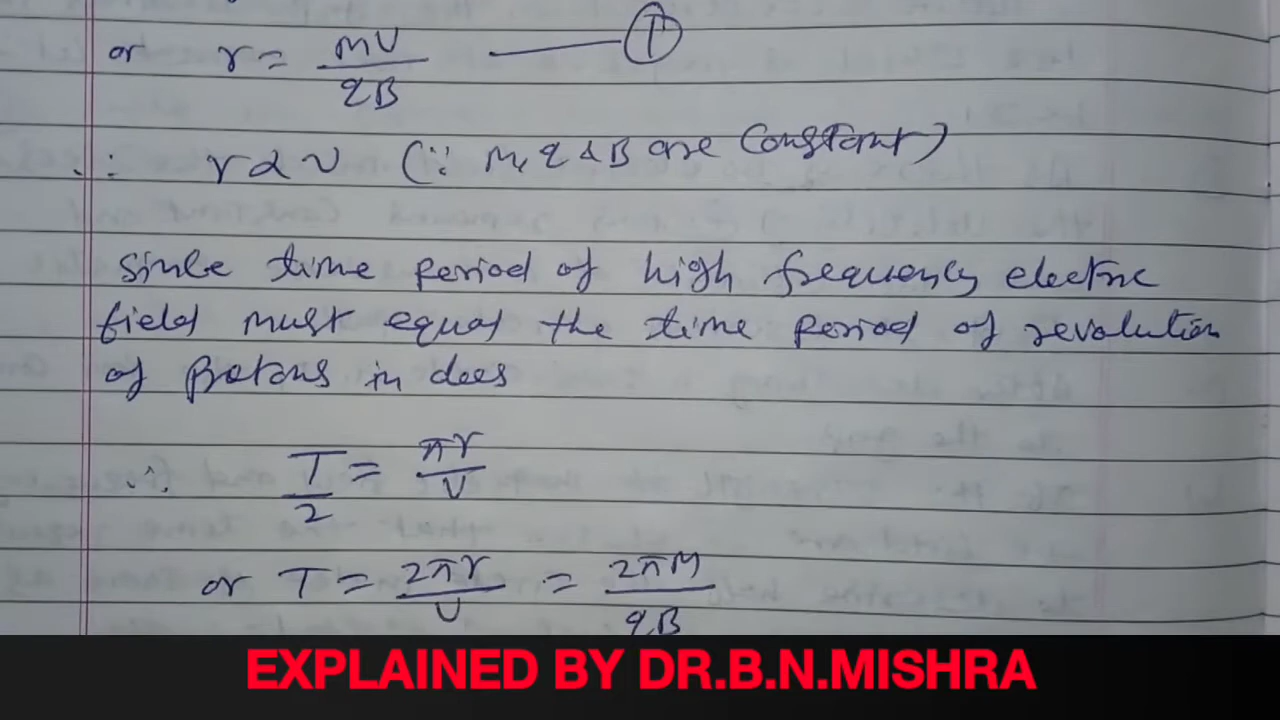 or r = mv / qB —— (I)
∴ r ∝ v (∵ m, q & B are constant)
since time period of high frequency electric
field must equal the time period of revolution
of Protons in dees
∴ T/2 = πr/v
or T = 2πr/v = 2πm/qB
EXPLAINED BY DR.B.N.MISHRA